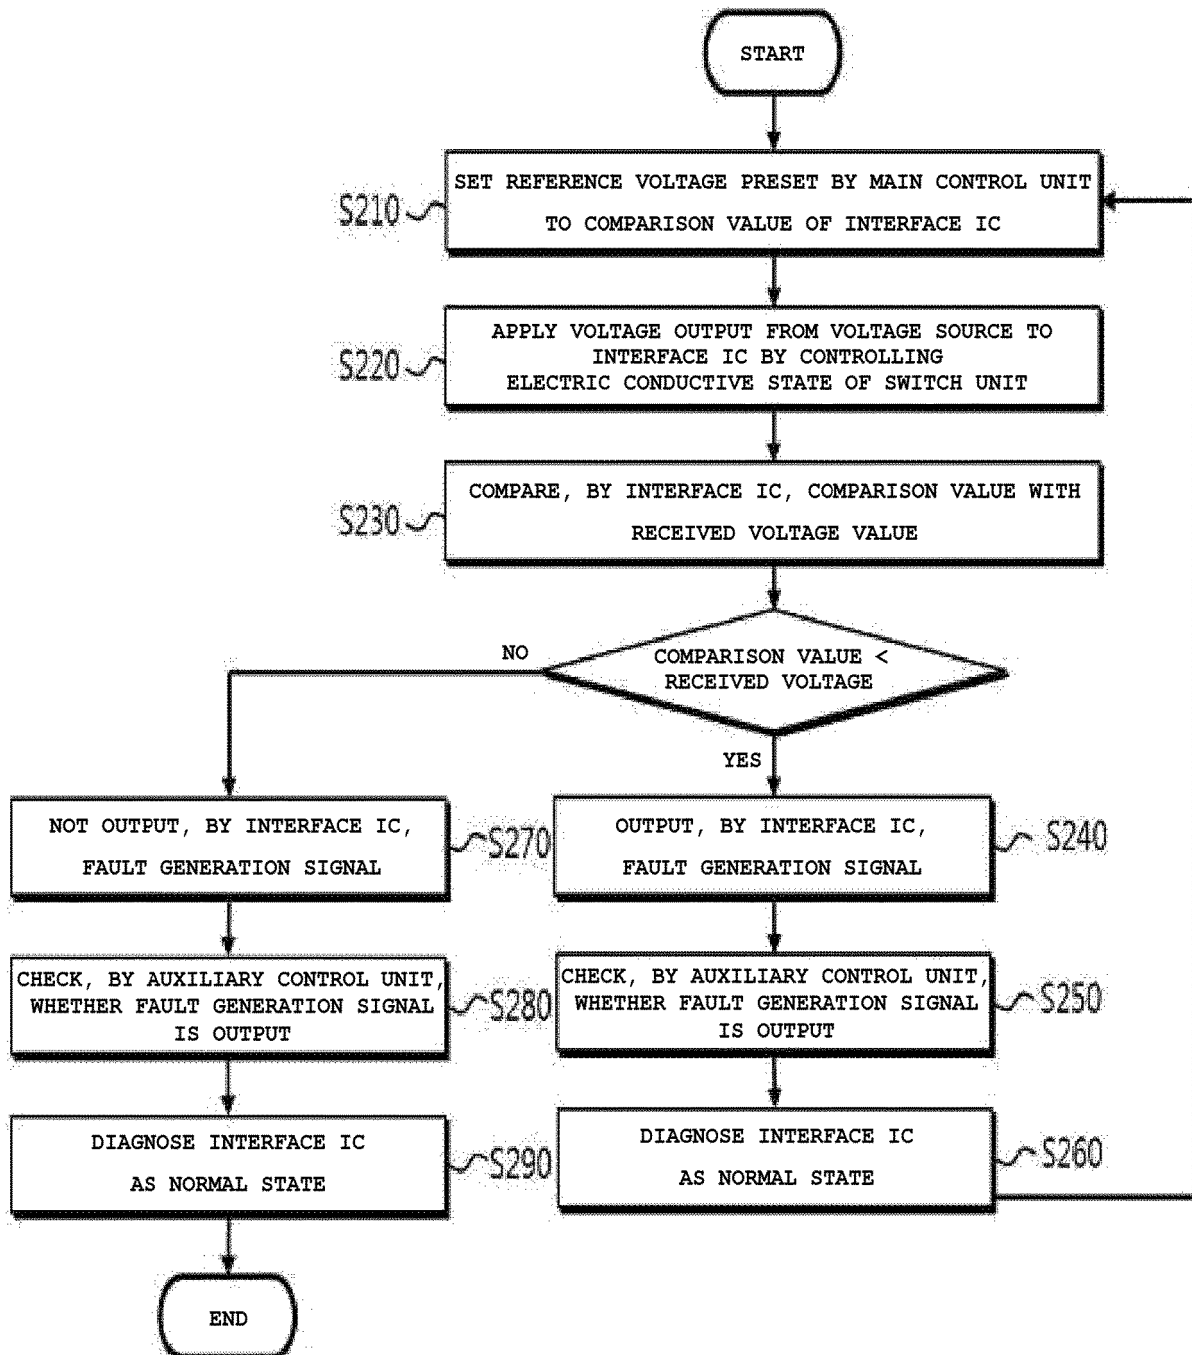 START
SET REFERENCE VOLTAGE PRESET BY MAIN CONTROL UNIT
S210
TO COMPARISON VALUE OF INTERFACE IC
APPLY VOLTAGE OUTPUT FROM VOLTAGE SOURCE TO
INTERFACE IC BY CONTROLLING
S220
ELECTRIC CONDUCTIVE STATE OF SWITCH UNIT
COMPARE, BY INTERFACE IC, COMPARISON VALUE WITH
S230
RECEIVED VOLTAGE VALUE
NO
COMPARISON VALUE <
RECEIVED VOLTAGE
YES
NOT OUTPUT, BY INTERFACE IC,
FAULT GENERATION SIGNAL
S270
OUTPUT, BY INTERFACE IC,
FAULT GENERATION SIGNAL
S240
CHECK, BY AUXILIARY CONTROL UNIT,
WHETHER FAULT GENERATION SIGNAL
IS OUTPUT
S280
CHECK, BY AUXILIARY CONTROL UNIT,
WHETHER FAULT GENERATION SIGNAL
IS OUTPUT
S250
DIAGNOSE INTERFACE IC
AS NORMAL STATE
S290
DIAGNOSE INTERFACE IC
AS NORMAL STATE
S260
END